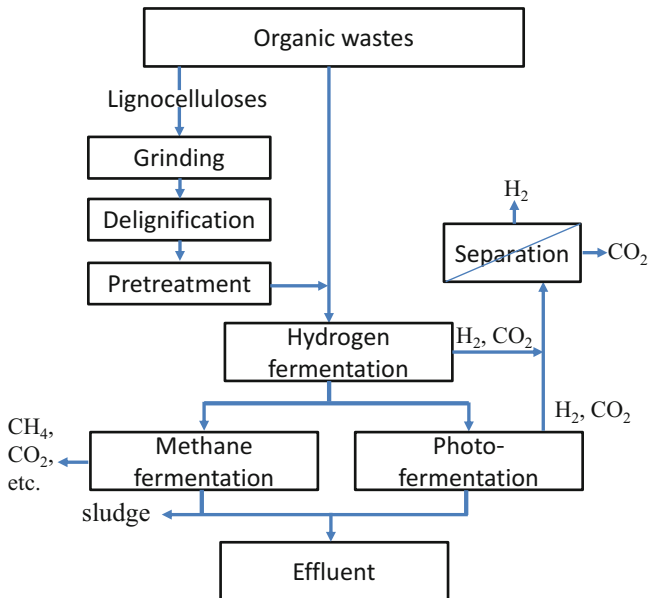 Organic wastes
Lignocelluloses
Grinding
Delignification
Pretreatment
H₂
Separation
CO₂
Hydrogen
fermentation
H₂, CO₂
H₂, CO₂
CH₄,
CO₂,
etc.
Methane
fermentation
Photo-
fermentation
sludge
Effluent